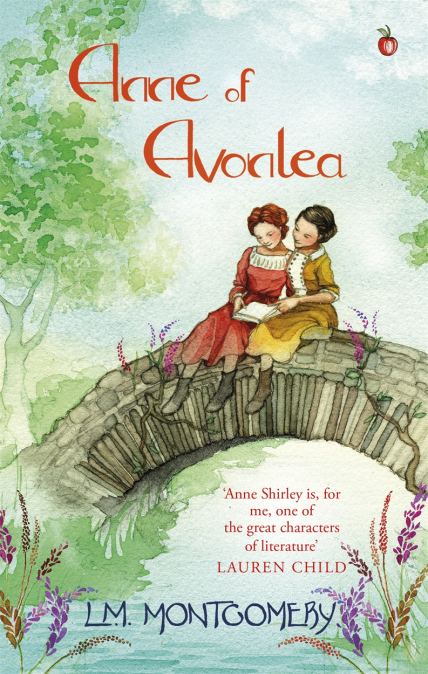 Anne of
Avonlea
‘Anne Shirley is, for
me, one of
the great characters
of literature’
LAUREN CHILD
L.M. MONTGOMERY